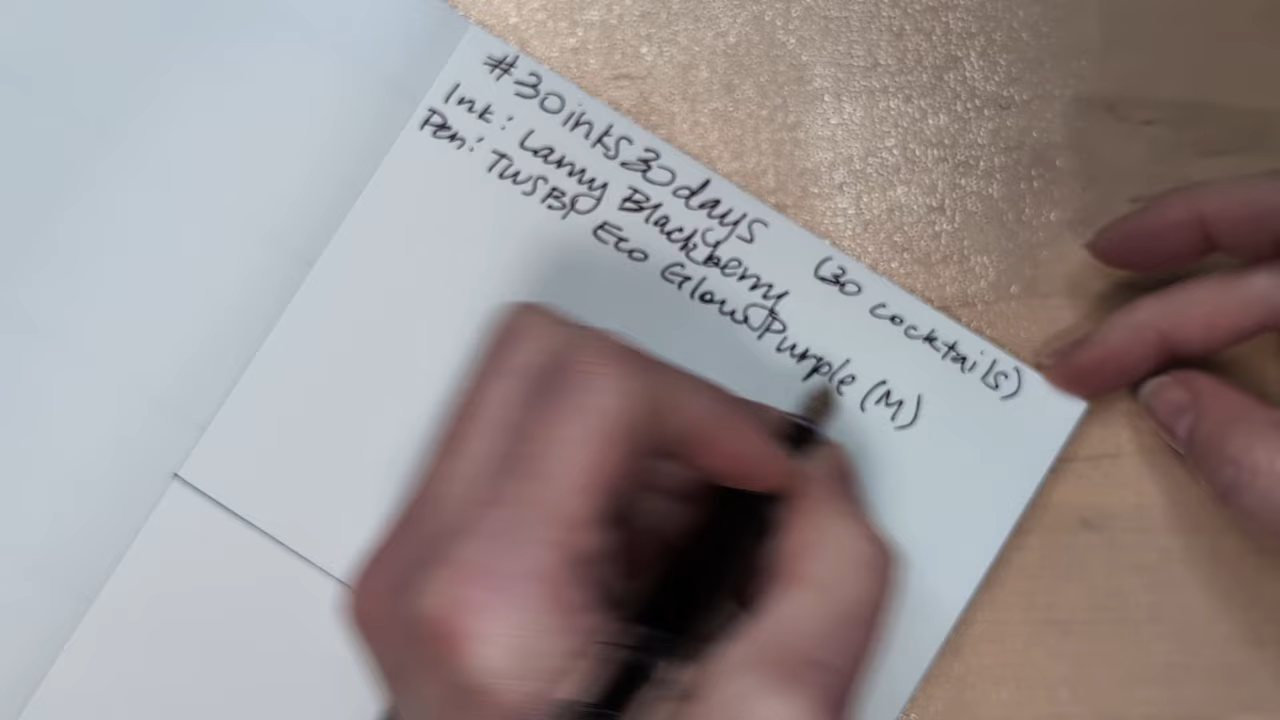 #30inks30days (30 cocktails)
Ink: Lamy Blackberry
Pen: TWSBI Eco Glow Purple (M)